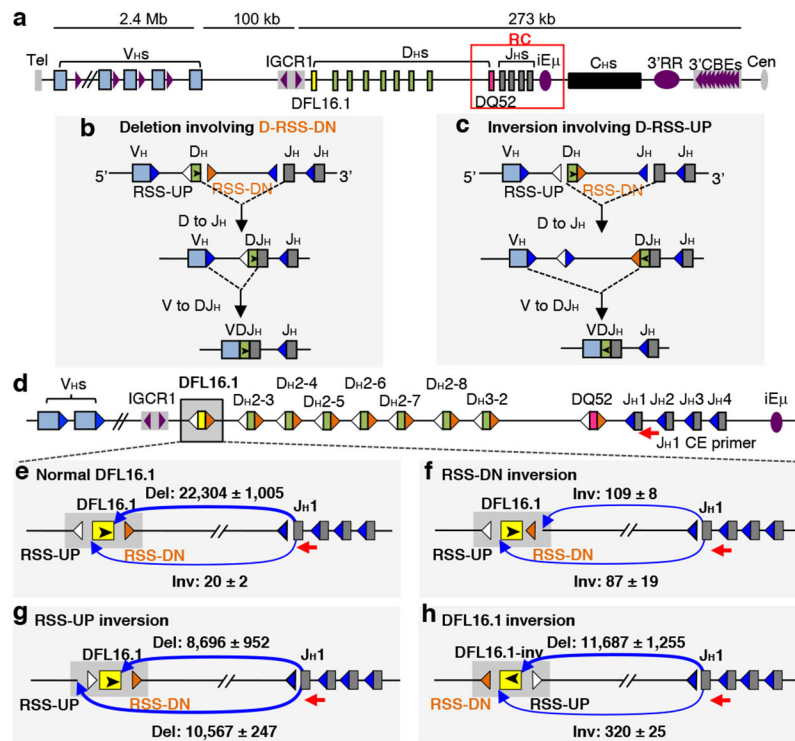 a
2.4 Mb 100 kb 273 kb
RC
Tel VHs IGCR1 DHs JHs iEμ CHs 3'RR 3'CBEs Cen
DFL16.1 DQ52
b Deletion involving D-RSS-DN
VH DH JH
5' 3'
RSS-UP RSS-DN
D to JH
VH DJH JH
V to DJH
VDJH JH
c Inversion involving D-RSS-UP
VH DH JH
5' 3'
RSS-UP RSS-DN
D to JH
VH DJH JH
V to DJH
VDJH JH
d
VHs IGCR1 DFL16.1 DH2-3 DH2-4 DH2-5 DH2-6 DH2-7 DH2-8 DH3-2 DQ52 JH1 JH2 JH3 JH4 iEμ
JH1 CE primer
e Normal DFL16.1
Del: 22,304 ± 1,005
DFL16.1 JH1
RSS-UP RSS-DN
Inv: 20 ± 2
f RSS-DN inversion
Inv: 109 ± 8
DFL16.1 JH1
RSS-UP RSS-DN
Inv: 87 ± 19
g RSS-UP inversion
Del: 8,696 ± 952
DFL16.1 JH1
RSS-UP RSS-DN
Del: 10,567 ± 247
h DFL16.1 inversion
Del: 11,687 ± 1,255
DFL16.1-inv JH1
RSS-DN RSS-UP
Inv: 320 ± 25